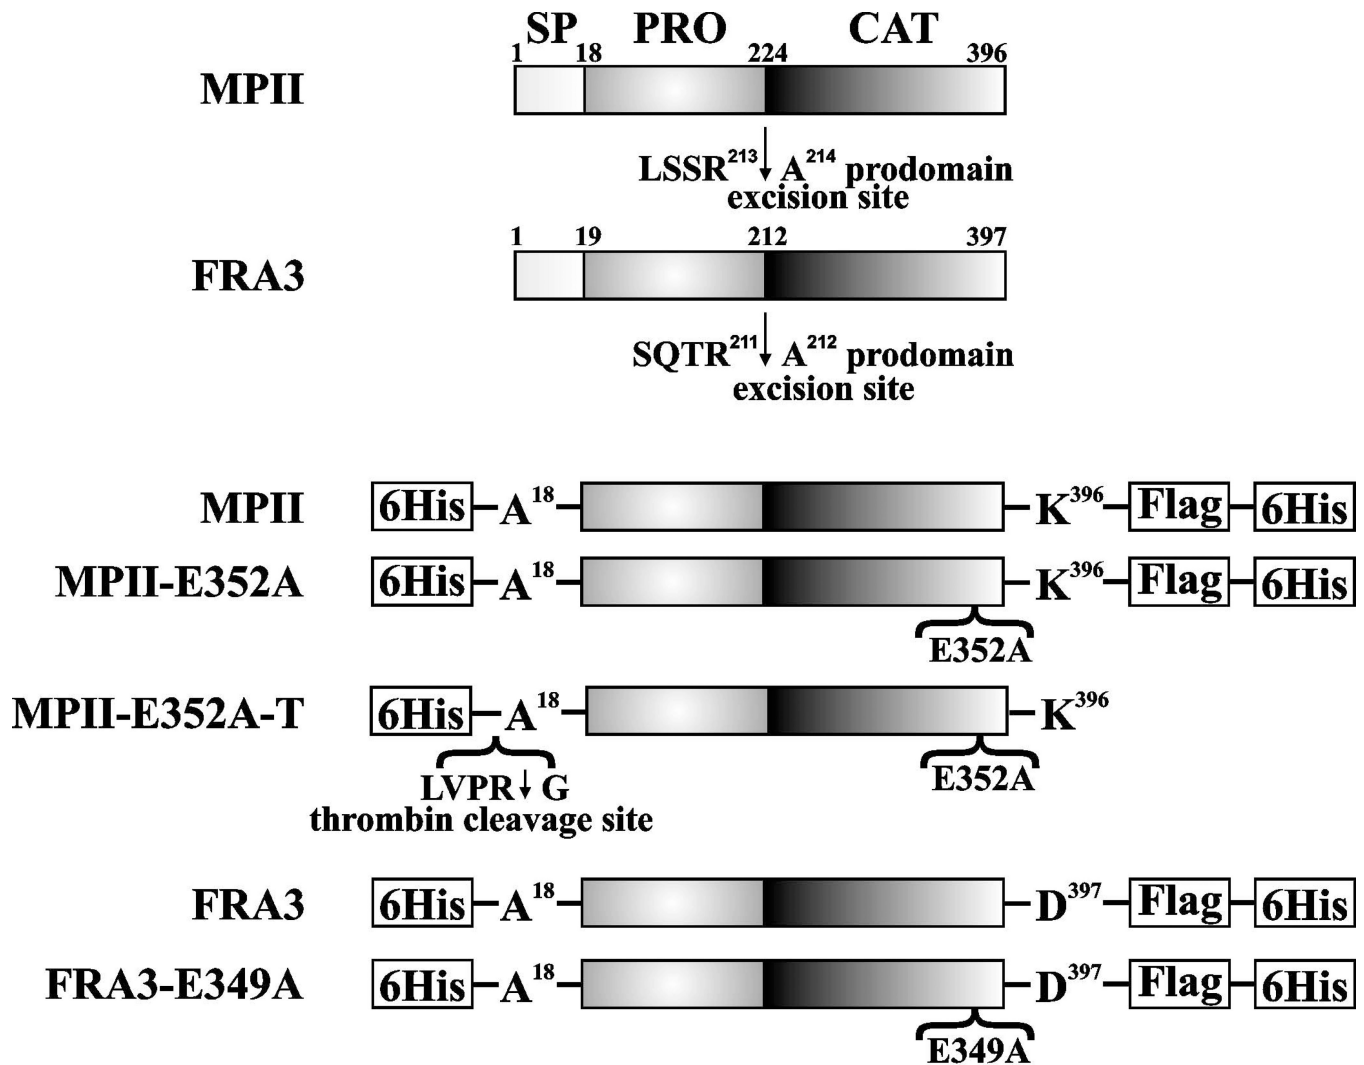 SP PRO CAT
1 18 224 396
MPII
LSSR213 A214 prodomain
excision site
1 19 212 397
FRA3
SQTR211 A212 prodomain
excision site
MPII 6His A18 K396 Flag 6His
MPII-E352A 6His A18 K396 Flag 6His
E352A
MPII-E352A-T 6His A18 K396
LVPR G E352A
thrombin cleavage site
FRA3 6His A18 D397 Flag 6His
FRA3-E349A 6His A18 D397 Flag 6His
E349A